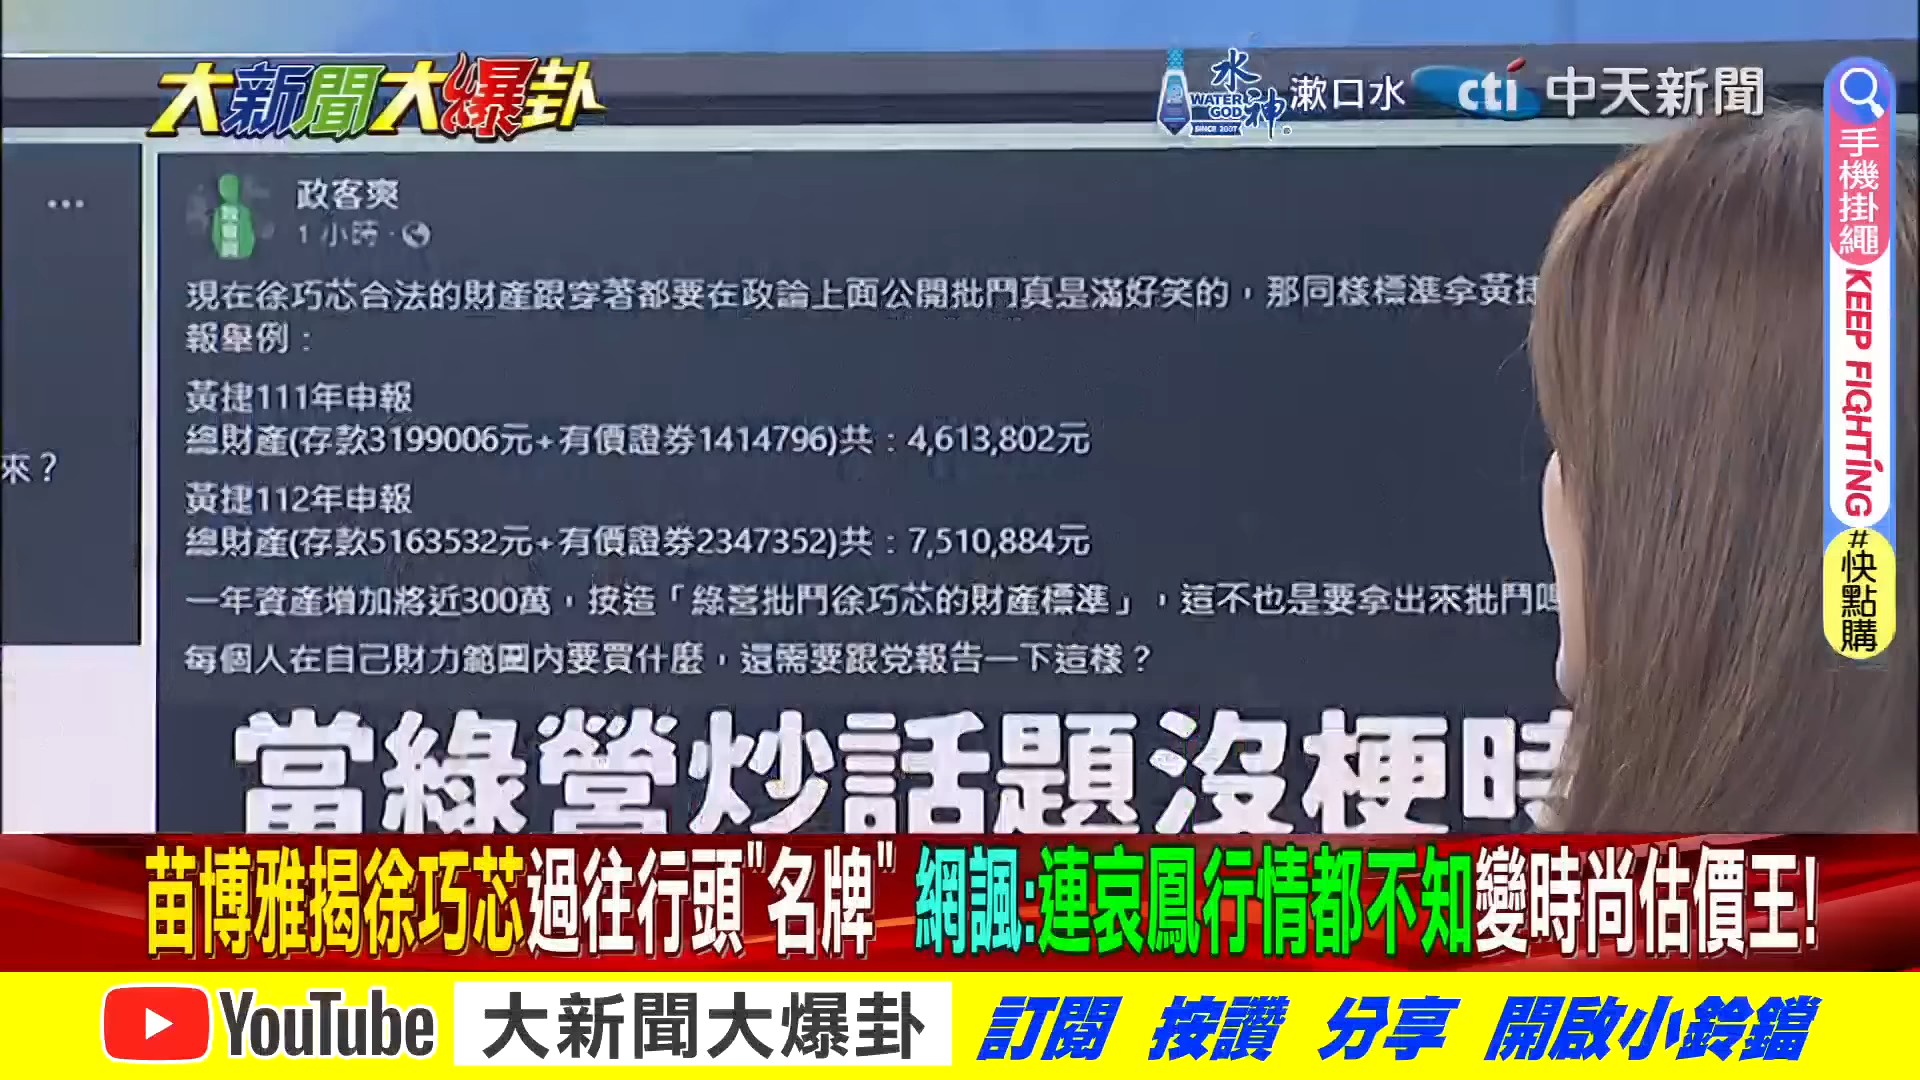 大新聞大爆卦
水神
WATER GOD
SINCE 2007
漱口水
cti 中天新聞
手機掛繩
KEEP FIGHTING
#快點購
來？
政客爽
1 小時
現在徐巧芯合法的財產跟穿著都要在政論上面公開批鬥真是滿好笑的，那同樣標準拿黃捷
報舉例：
黃捷111年申報
總財產(存款3199006元+有價證券1414796)共：4,613,802元
黃捷112年申報
總財產(存款5163532元+有價證券2347352)共：7,510,884元
一年資產增加將近300萬，按造「綠營批鬥徐巧芯的財產標準」，這不也是要拿出來批鬥嗎
每個人在自己財力範圍內要買什麼，還需要跟党報告一下這樣？
當綠營炒話題沒梗時
苗博雅揭徐巧芯過往行頭"名牌" 網諷:連哀鳳行情都不知變時尚估價王!
YouTube 大新聞大爆卦 訂閱 按讚 分享 開啟小鈴鐺